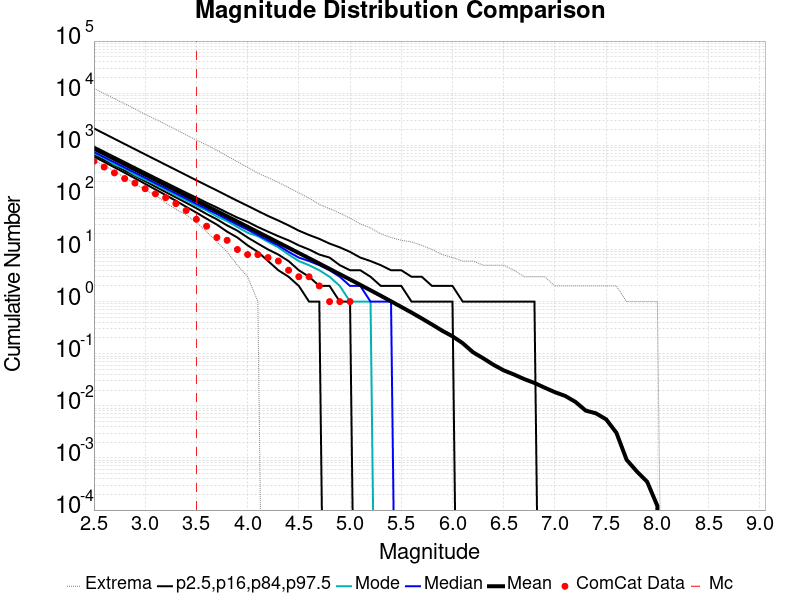 Magnitude Distribution Comparison
10^5
10^4
10^3
10^2
10^1
10^0
10^-1
10^-2
10^-3
10^-4
Cumulative Number
2.5 3.0 3.5 4.0 4.5 5.0 5.5 6.0 6.5 7.0 7.5 8.0 8.5 9.0
Magnitude
Extrema p2.5,p16,p84,p97.5 Mode Median Mean ComCat Data Mc